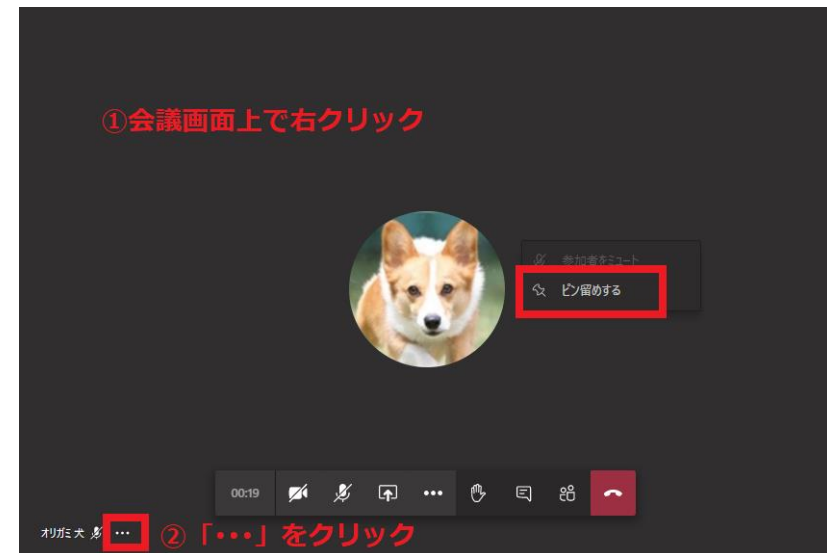 ①会議画面上で右クリック
参加者をミュート
ピン留めする
00:19
オリガミ 犬
②「・・・」をクリック